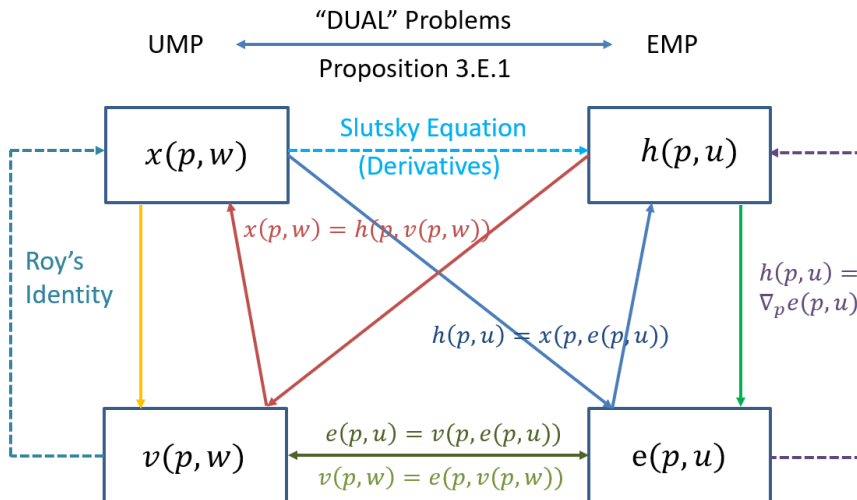 “DUAL” Problems
UMP
EMP
Proposition 3.E.1
x(p, w)
Slutsky Equation
(Derivatives)
h(p, u)
x(p, w) = h(p, v(p, w))
Roy’s
Identity
h(p, u) =
∇ₚe(p, u)
h(p, u) = x(p, e(p, u))
v(p, w)
e(p, u) = v(p, e(p, u))
v(p, w) = e(p, v(p, w))
e(p, u)